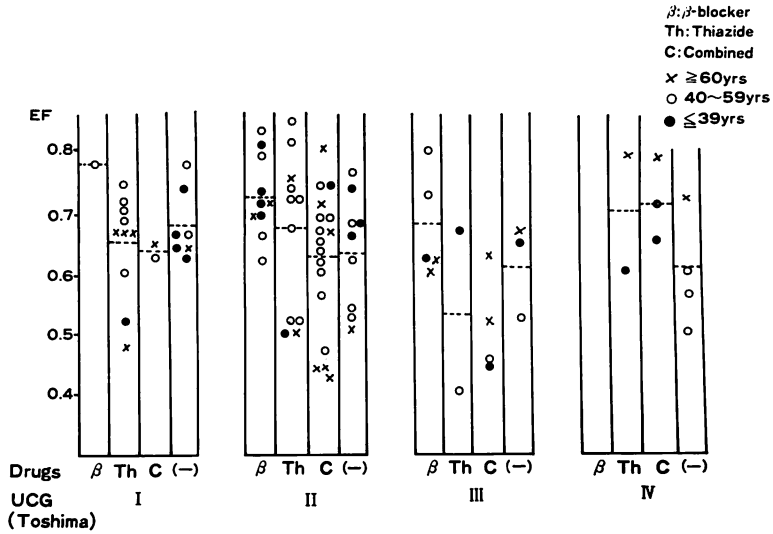 β:β-blocker
Th: Thiazide
C: Combined
× ≧60yrs
○ 40~59yrs
● ≦39yrs
EF
0.8
0.7
0.6
0.5
0.4
Drugs β Th C (−) β Th C (−) β Th C (−) β Th C (−)
UCG I II III IV
(Toshima)